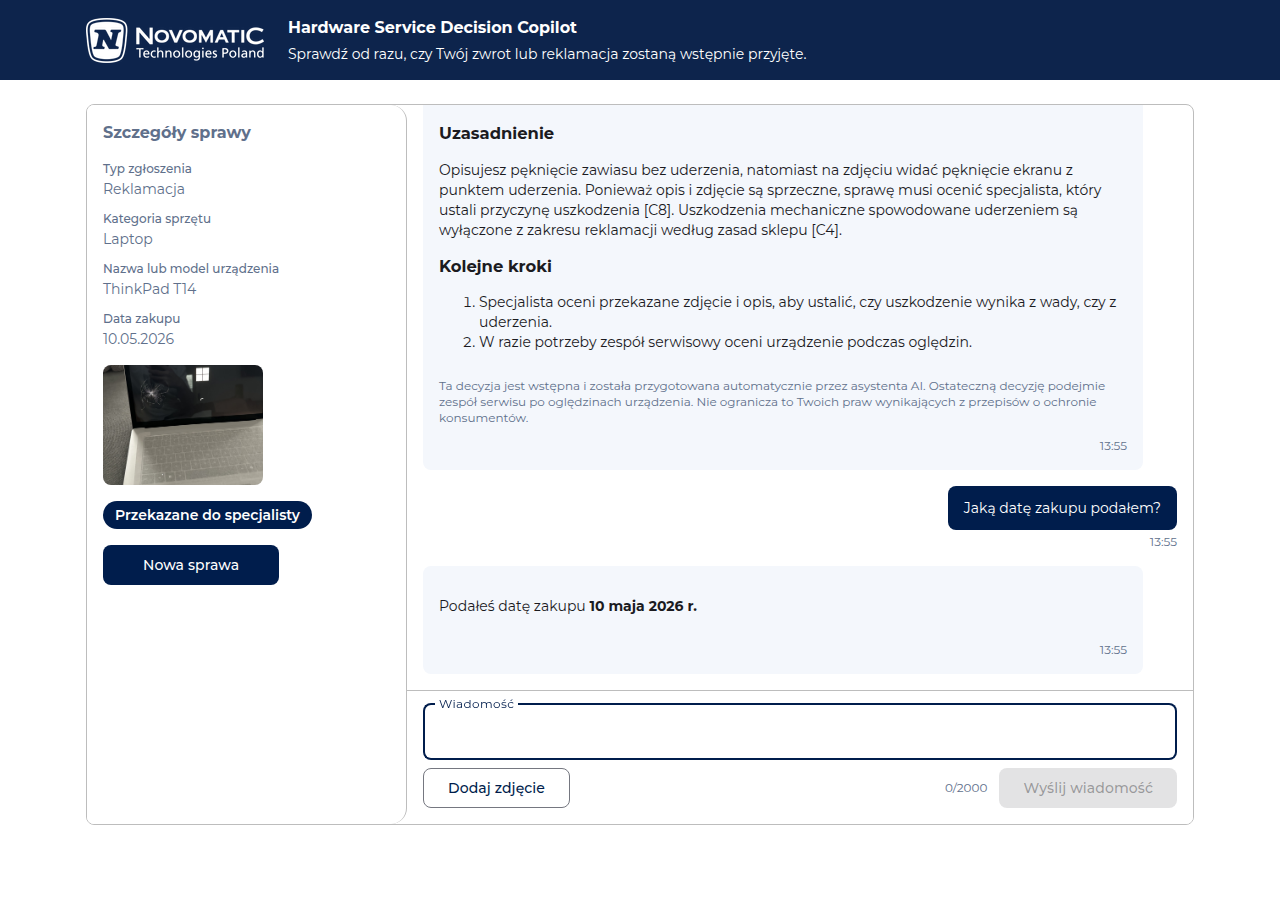 NOVOMATIC
Technologies Poland
Hardware Service Decision Copilot
Sprawdź od razu, czy Twój zwrot lub reklamacja zostaną wstępnie przyjęte.
Szczegóły sprawy
Typ zgłoszenia
Reklamacja
Kategoria sprzętu
Laptop
Nazwa lub model urządzenia
ThinkPad T14
Data zakupu
10.05.2026
Przekazane do specjalisty
Nowa sprawa
Uzasadnienie
Opisujesz pęknięcie zawiasu bez uderzenia, natomiast na zdjęciu widać pęknięcie ekranu z
punktem uderzenia. Ponieważ opis i zdjęcie są sprzeczne, sprawę musi ocenić specjalista, który
ustali przyczynę uszkodzenia [C8]. Uszkodzenia mechaniczne spowodowane uderzeniem są
wyłączone z zakresu reklamacji według zasad sklepu [C4].
Kolejne kroki
1. Specjalista oceni przekazane zdjęcie i opis, aby ustalić, czy uszkodzenie wynika z wady, czy z
uderzenia.
2. W razie potrzeby zespół serwisowy oceni urządzenie podczas oględzin.
Ta decyzja jest wstępna i została przygotowana automatycznie przez asystenta AI. Ostateczną decyzję podejmie
zespół serwisu po oględzinach urządzenia. Nie ogranicza to Twoich praw wynikających z przepisów o ochronie
konsumentów.
13:55
Jaką datę zakupu podałem?
13:55
Podałeś datę zakupu 10 maja 2026 r.
13:55
Wiadomość
Dodaj zdjęcie
0/2000
Wyślij wiadomość